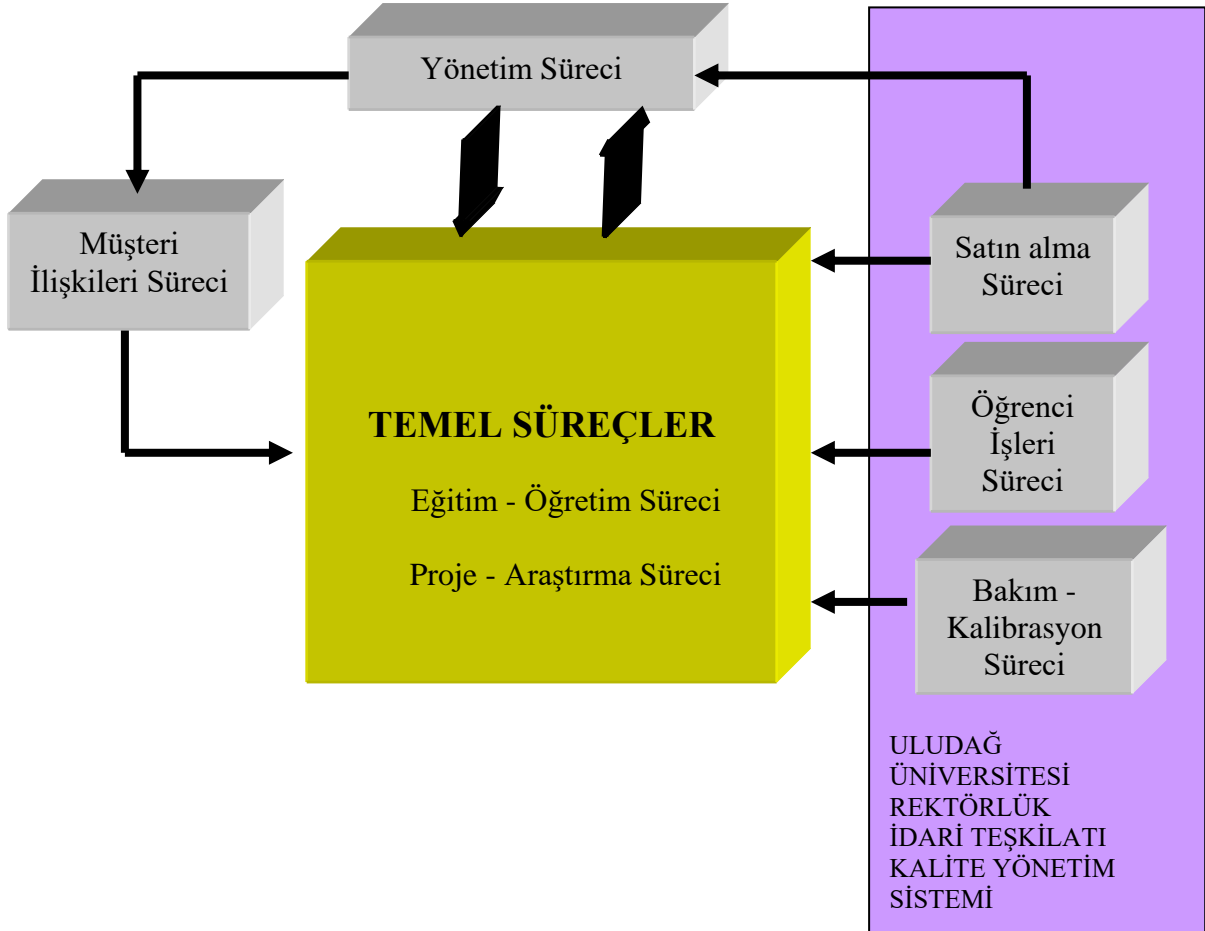 Yönetim Süreci
Müşteri
İlişkileri Süreci
Satın alma
Süreci
TEMEL SÜREÇLER
Eğitim - Öğretim Süreci
Proje - Araştırma Süreci
Öğrenci
İşleri
Süreci
Bakım -
Kalibrasyon
Süreci
ULUDAĞ
ÜNİVERSİTESİ
REKTÖRLÜK
İDARİ TEŞKİLATI
KALİTE YÖNETİM
SİSTEMİ